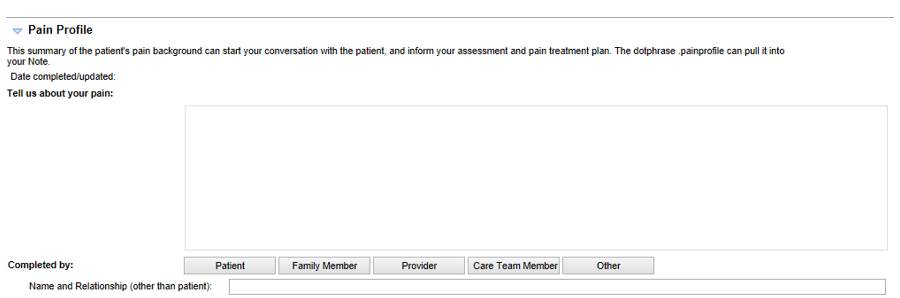 Pain Profile
This summary of the patient's pain background can start your conversation with the patient, and inform your assessment and pain treatment plan. The dotphrase .painprofile can pull it into
your Note.
Date completed/updated:
Tell us about your pain:
Completed by: Patient Family Member Provider Care Team Member Other
Name and Relationship (other than patient):